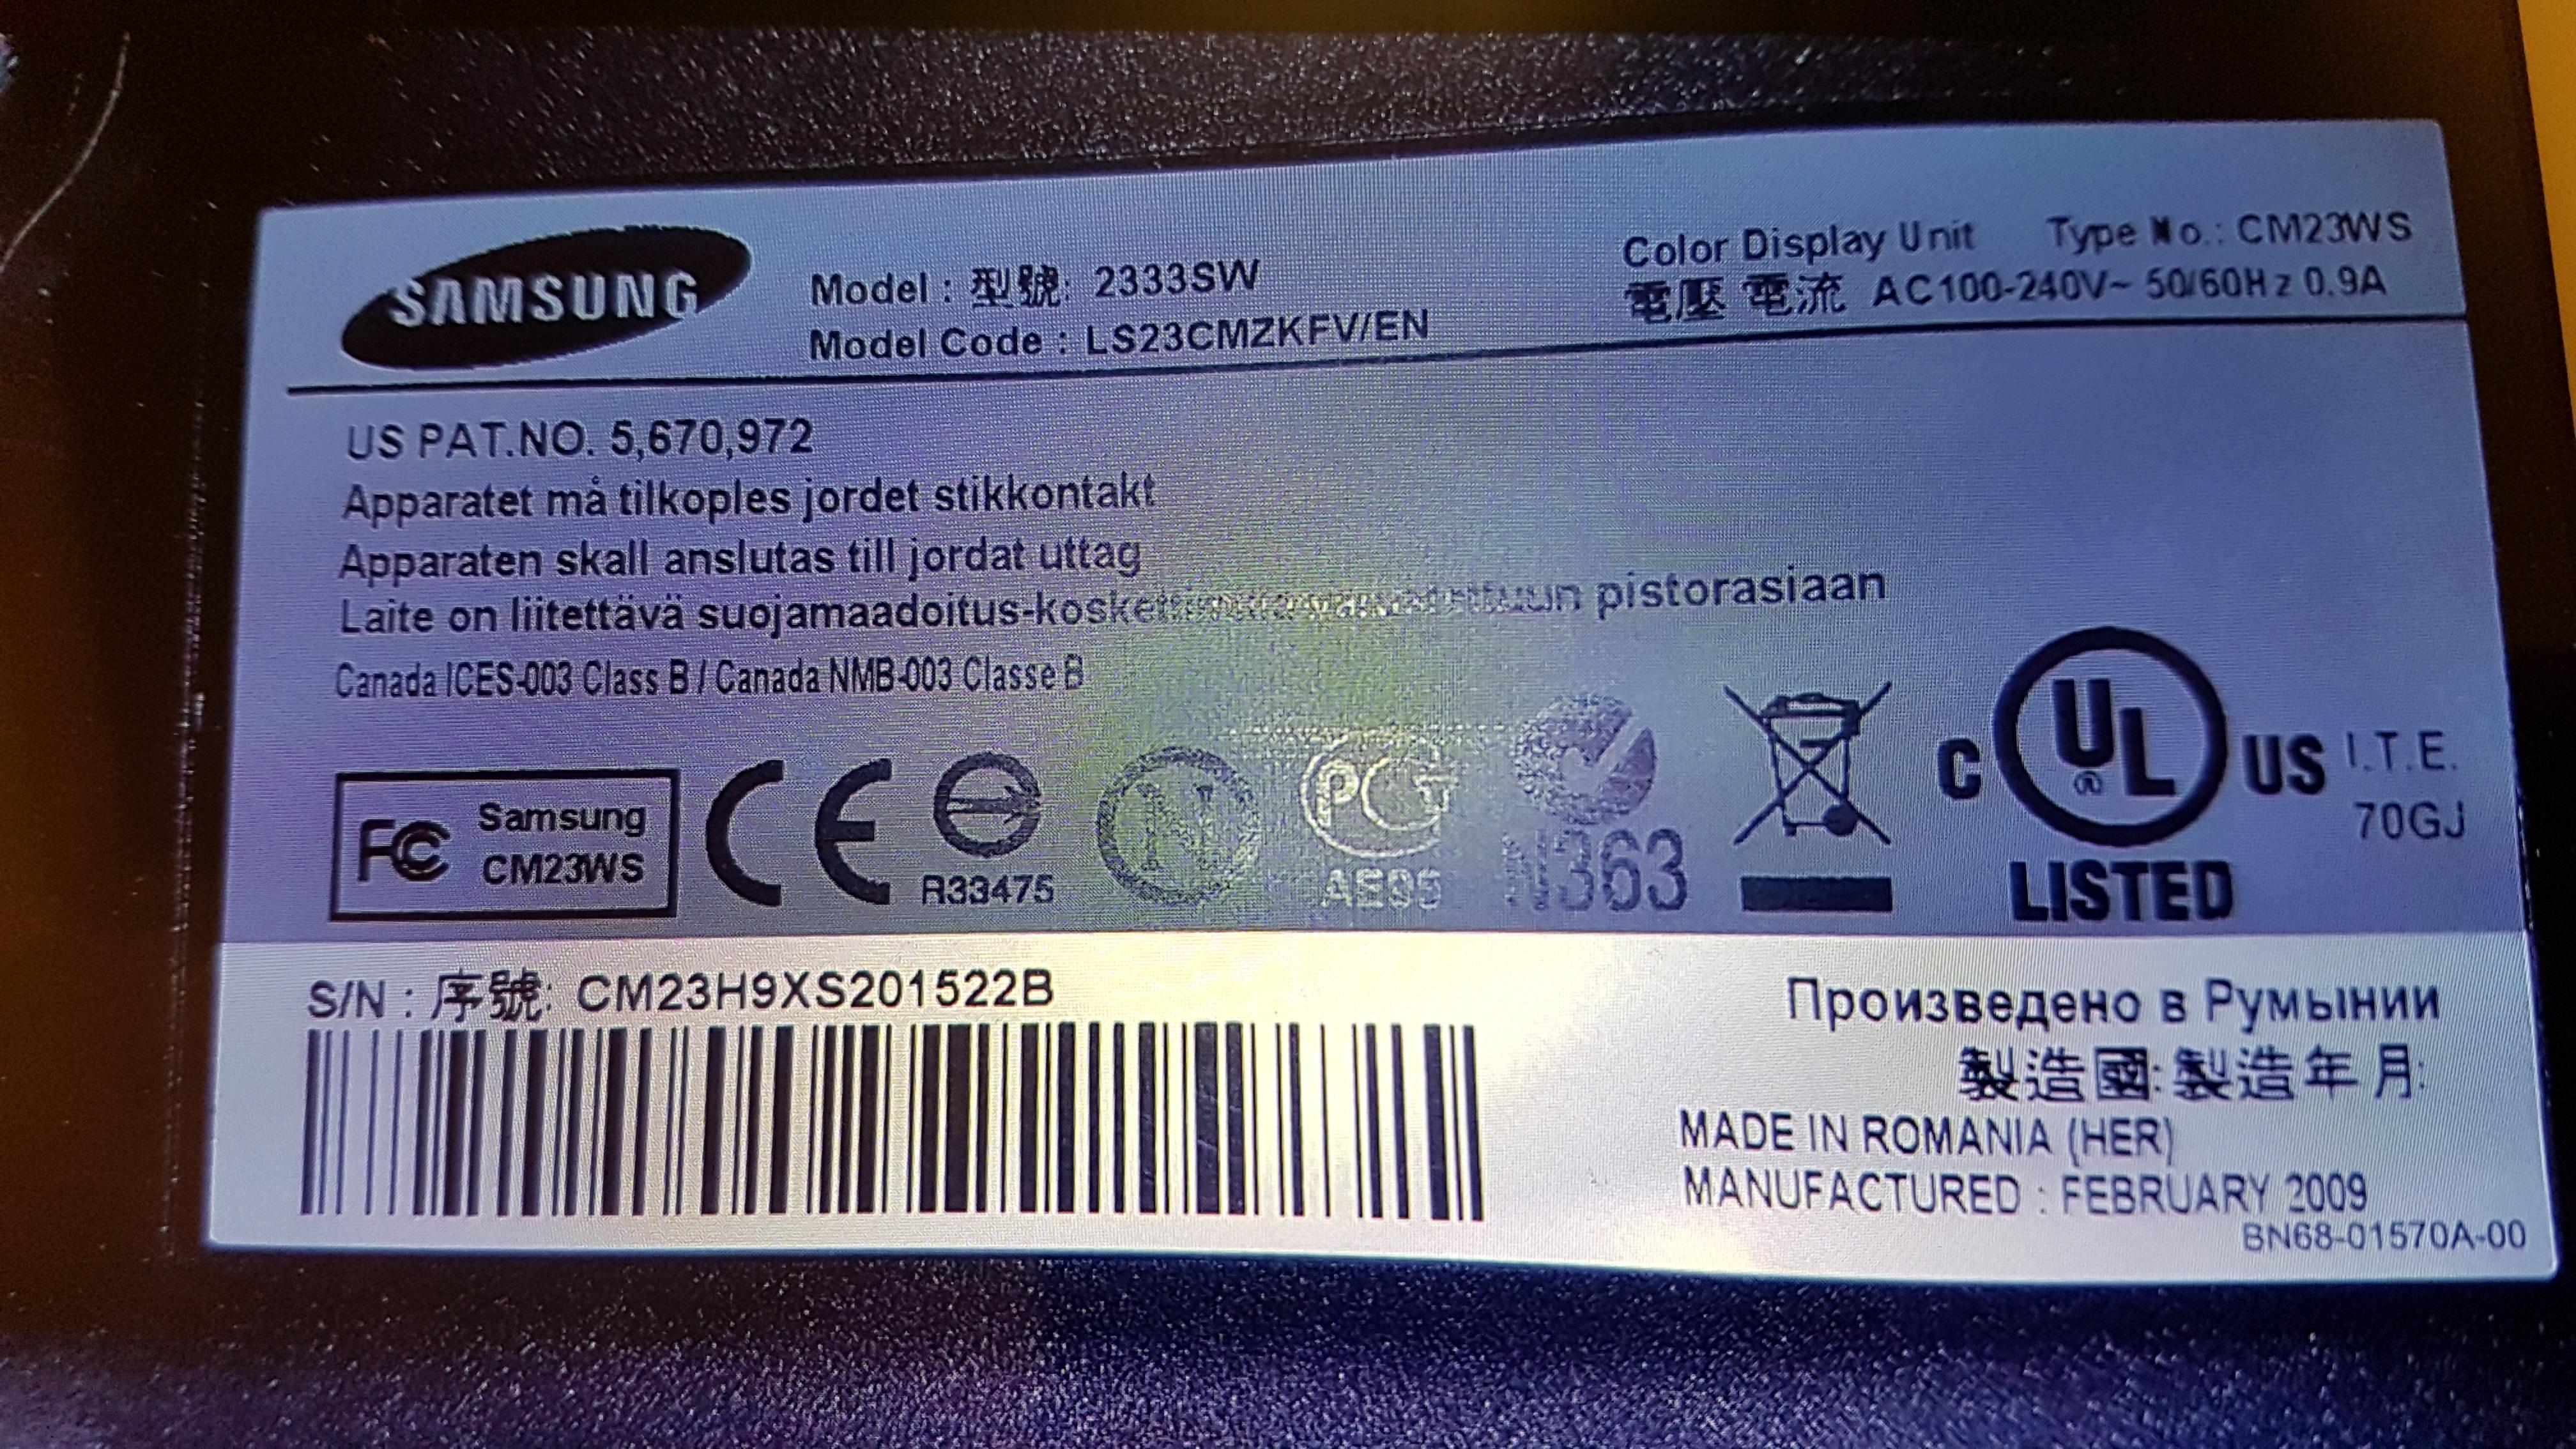 SAMSUNG
Model : 型號: 2333SW
Model Code : LS23CMZKFV/EN
Color Display Unit Type No.: CM23WS
電壓 電流 AC100-240V~ 50/60Hz 0.9A
US PAT.NO. 5,670,972
Apparatet må tilkoples jordet stikkontakt
Apparaten skall anslutas till jordat uttag
Laite on liitettävä suojamaadoitus- pistorasiaan
Canada ICES-003 Class B / Canada NMB-003 Classe B
FC Samsung
CM23WS
CE
R33475
PCT
N363
C UL ® US
LISTED
I.T.E.
70GJ
S/N : 序號: CM23H9XS201522B
Произведено в Румынии
製造國: 製造年月:
MADE IN ROMANIA (HER)
MANUFACTURED : FEBRUARY 2009
BN68-01570A-00